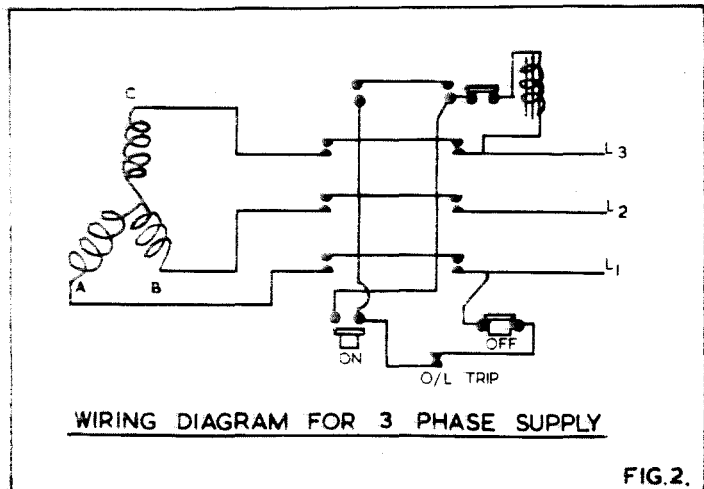 C
L3
L2
L1
A
B
ON
OFF
O/L TRIP
WIRING DIAGRAM FOR 3 PHASE SUPPLY
FIG.2.